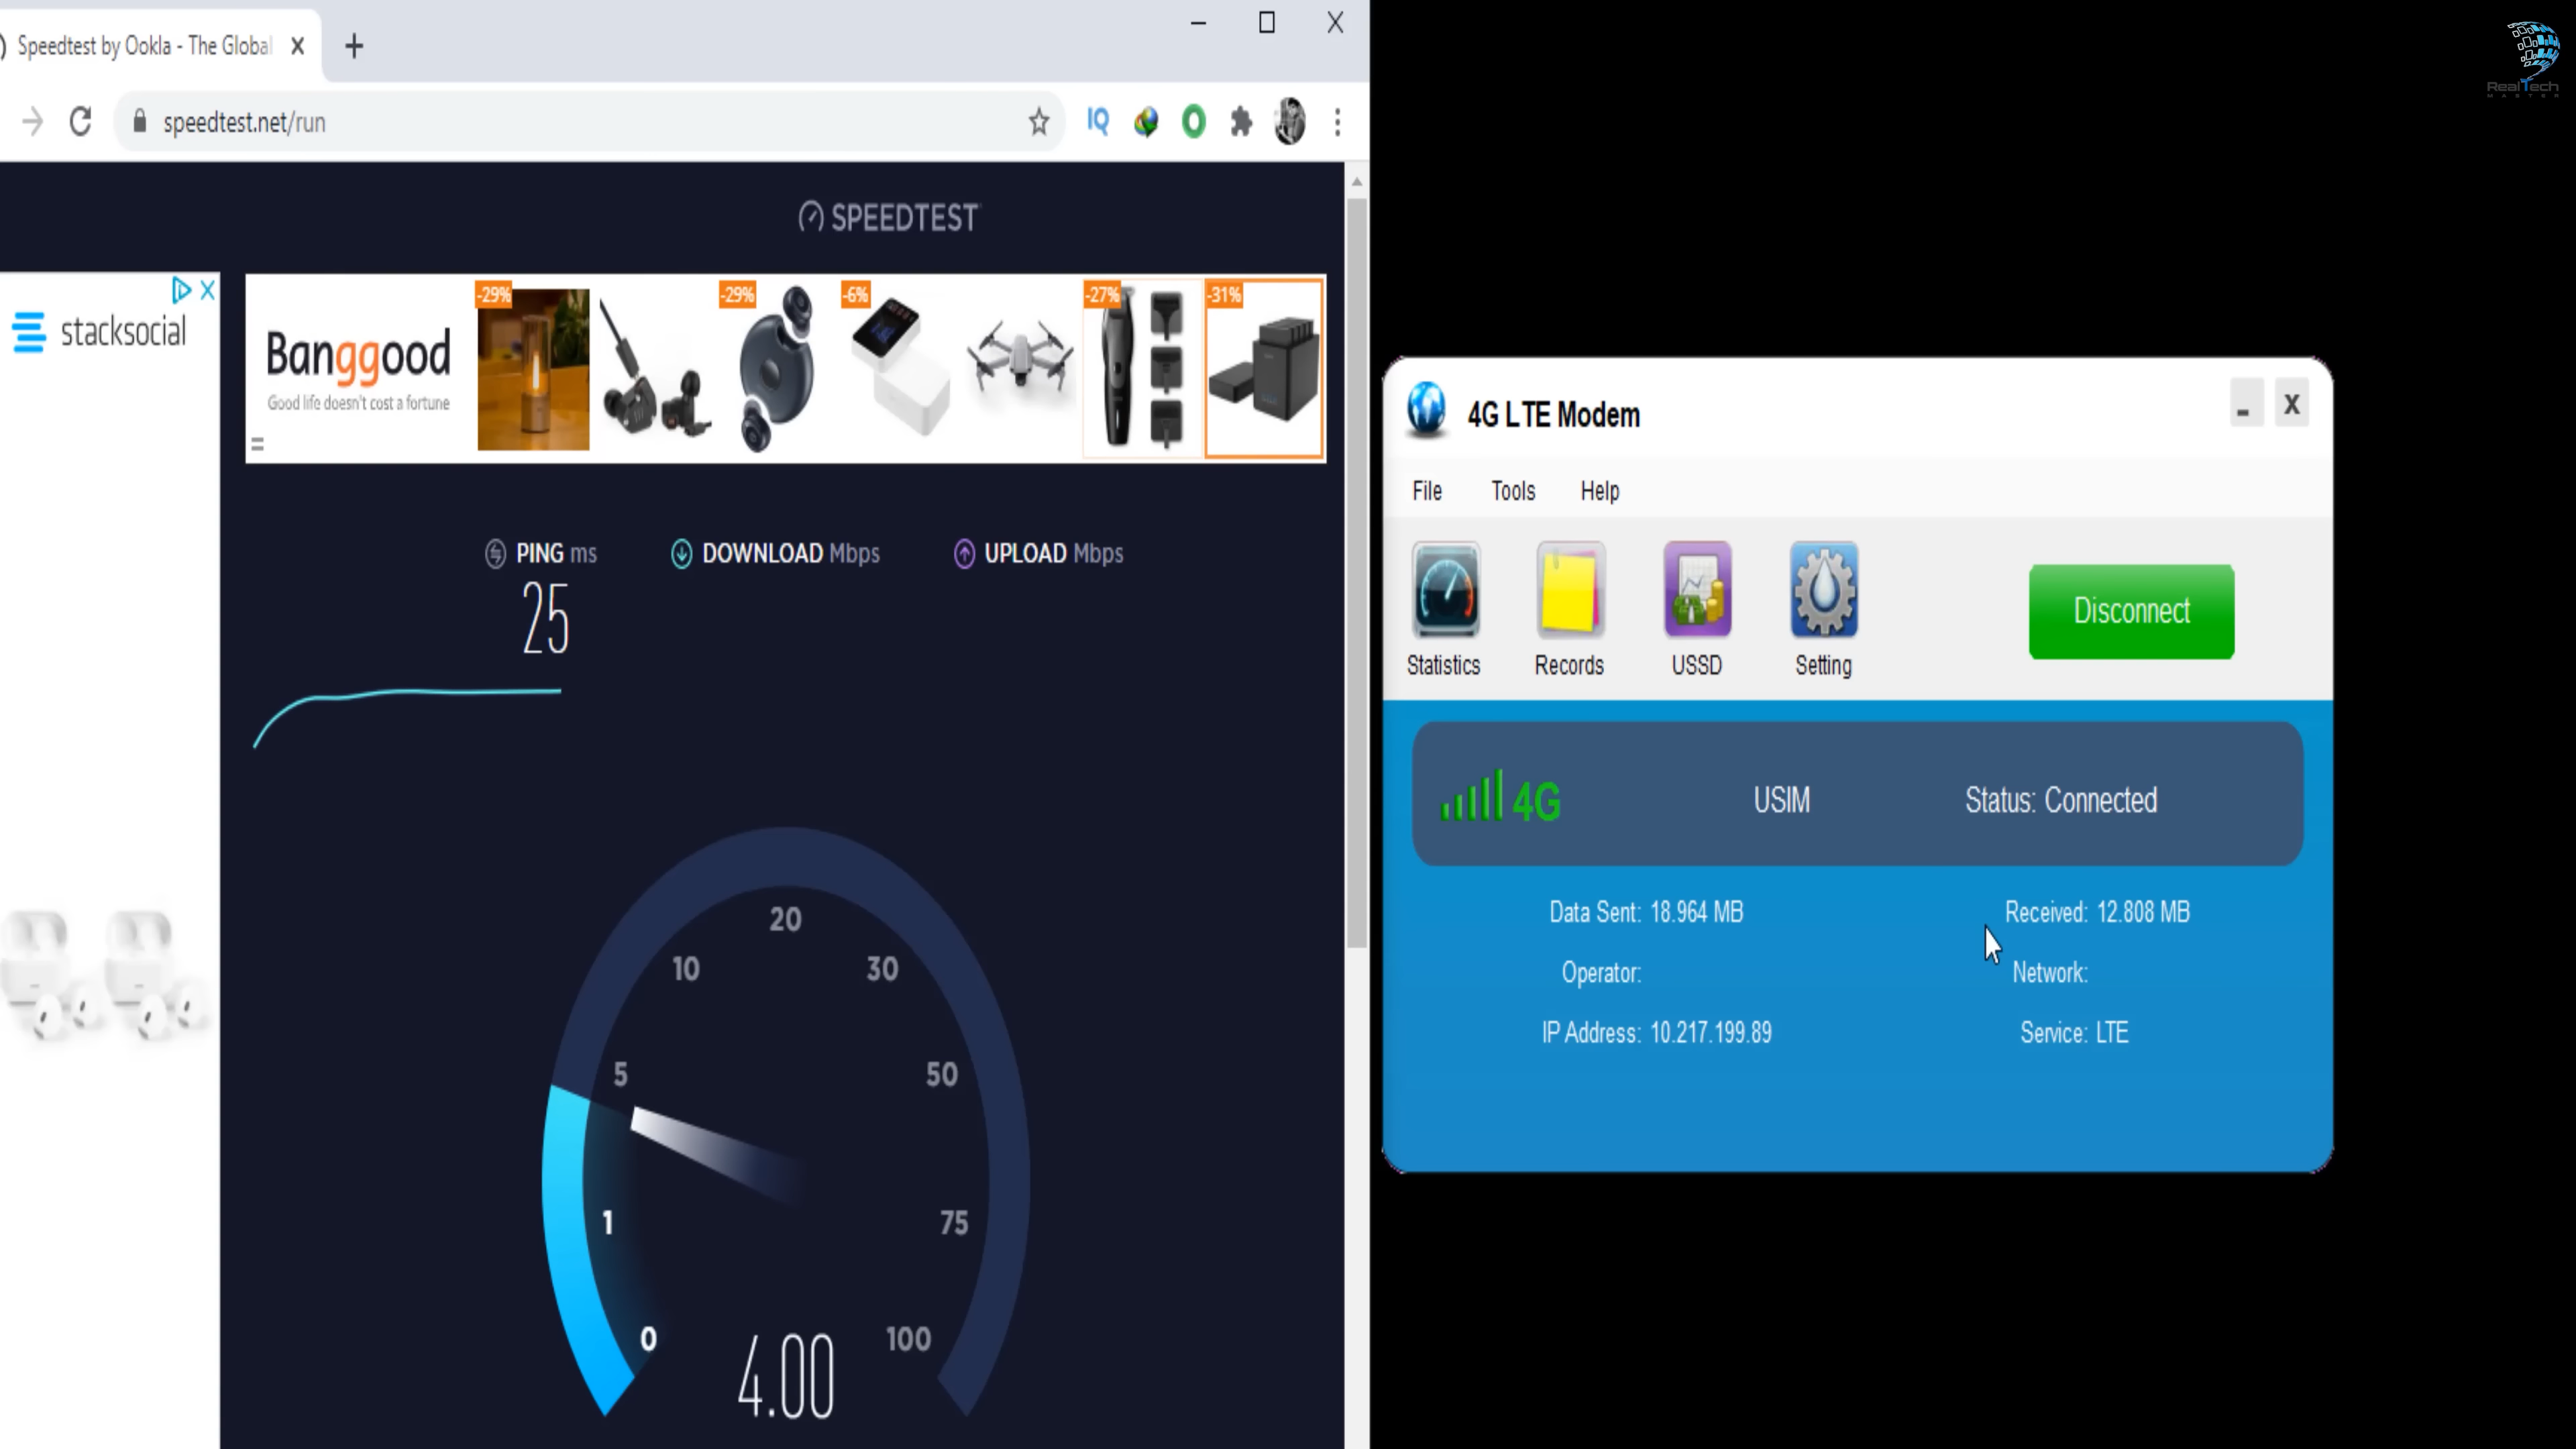 Speedtest by Ookla - The Global
speedtest.net/run
IQ
SPEEDTEST
stacksocial
Banggood
Good life doesn't cost a fortune
-29%
-29%
-6%
-27%
-31%
PING ms
DOWNLOAD Mbps
UPLOAD Mbps
25
0
1
5
10
20
30
50
75
100
4.00
RealTech
MASTER
4G LTE Modem
File Tools Help
Statistics Records USSD Setting
Disconnect
4G USIM Status: Connected
Data Sent: 18.964 MB Received: 12.808 MB
Operator: Network:
IP Address: 10.217.199.89 Service: LTE